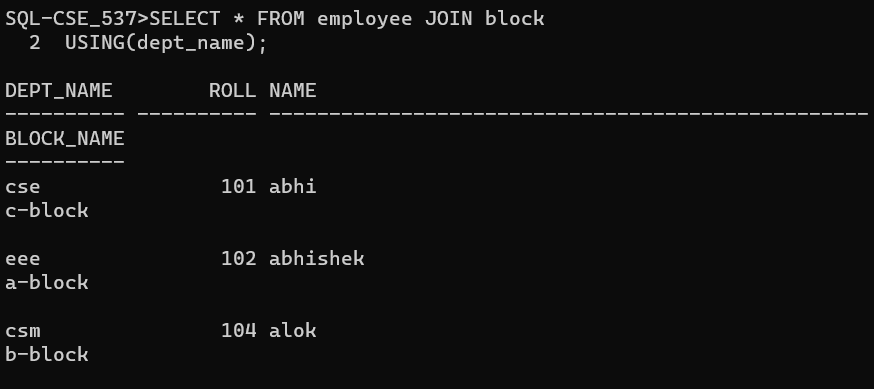 SQL-CSE_537>SELECT * FROM employee JOIN block
  2  USING(dept_name);

DEPT_NAME        ROLL NAME
---------- ---------- --------------------------------------------------
BLOCK_NAME
----------
cse               101 abhi
c-block

eee               102 abhishek
a-block

csm               104 alok
b-block